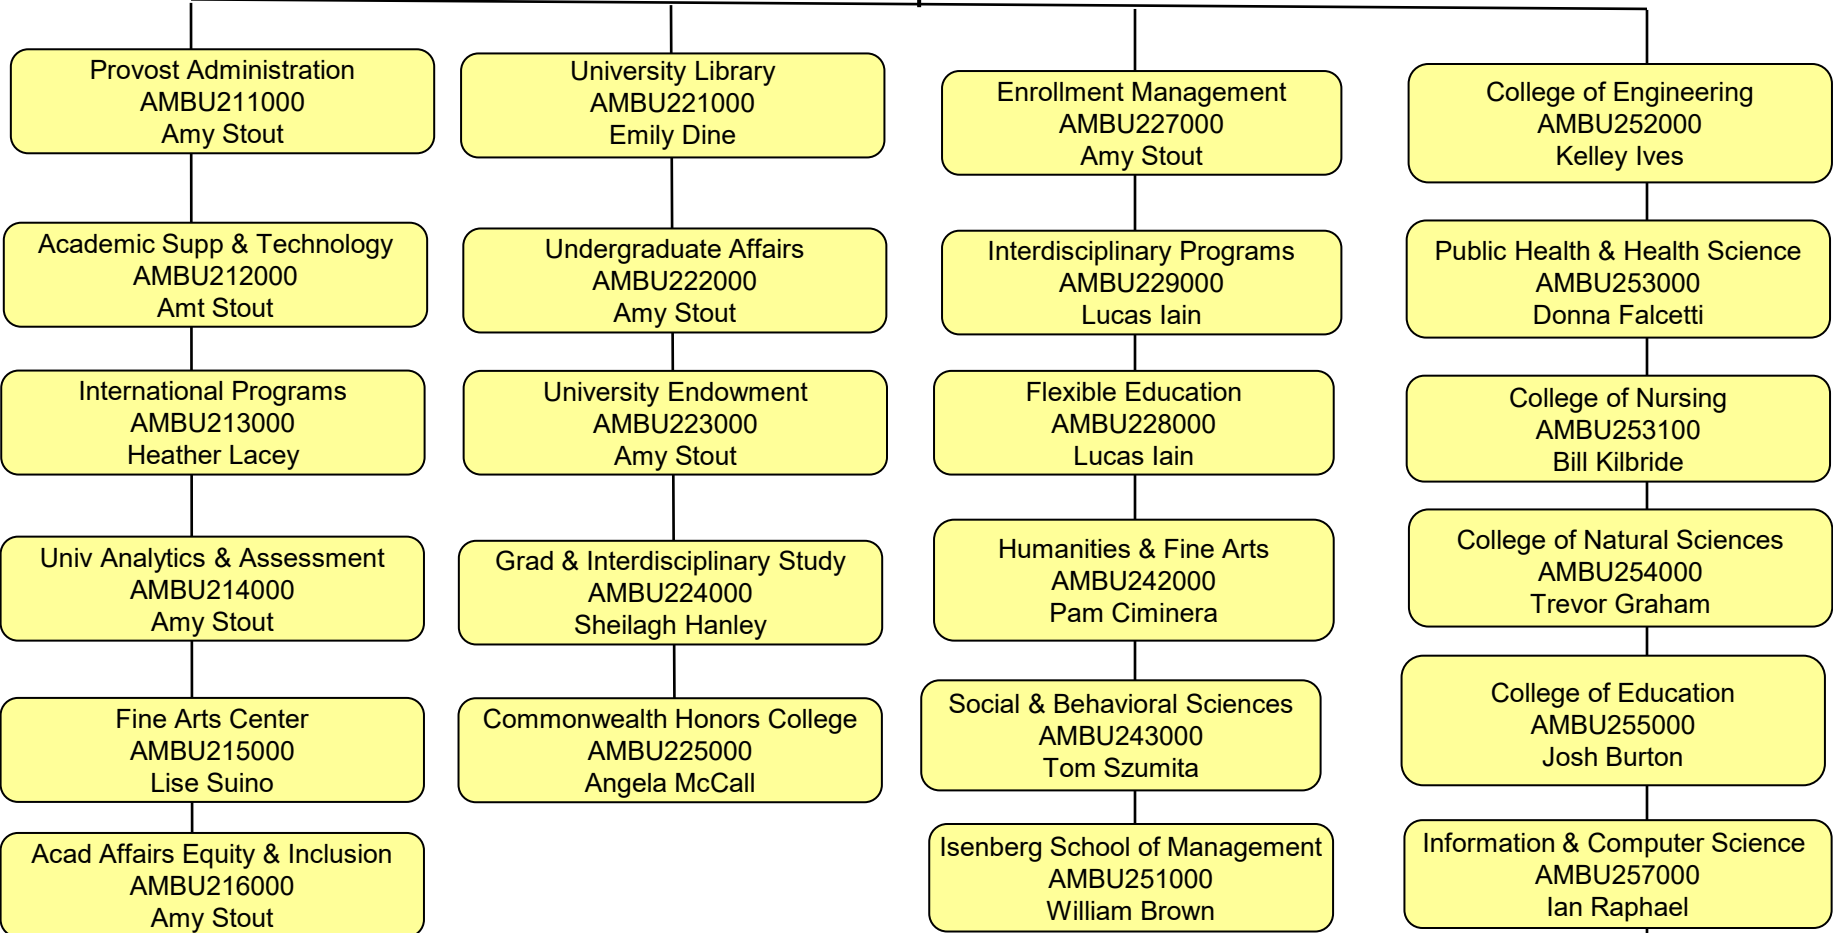 Provost Administration
AMBU211000
Amy Stout
Academic Supp & Technology
AMBU212000
Amt Stout
International Programs
AMBU213000
Heather Lacey
Univ Analytics & Assessment
AMBU214000
Amy Stout
Fine Arts Center
AMBU215000
Lise Suino
Acad Affairs Equity & Inclusion
AMBU216000
Amy Stout
University Library
AMBU221000
Emily Dine
Undergraduate Affairs
AMBU222000
Amy Stout
University Endowment
AMBU223000
Amy Stout
Grad & Interdisciplinary Study
AMBU224000
Sheilagh Hanley
Commonwealth Honors College
AMBU225000
Angela McCall
Enrollment Management
AMBU227000
Amy Stout
Interdisciplinary Programs
AMBU229000
Lucas Iain
Flexible Education
AMBU228000
Lucas Iain
Humanities & Fine Arts
AMBU242000
Pam Ciminera
Social & Behavioral Sciences
AMBU243000
Tom Szumita
Isenberg School of Management
AMBU251000
William Brown
College of Engineering
AMBU252000
Kelley Ives
Public Health & Health Science
AMBU253000
Donna Falcetti
College of Nursing
AMBU253100
Bill Kilbride
College of Natural Sciences
AMBU254000
Trevor Graham
College of Education
AMBU255000
Josh Burton
Information & Computer Science
AMBU257000
Ian Raphael